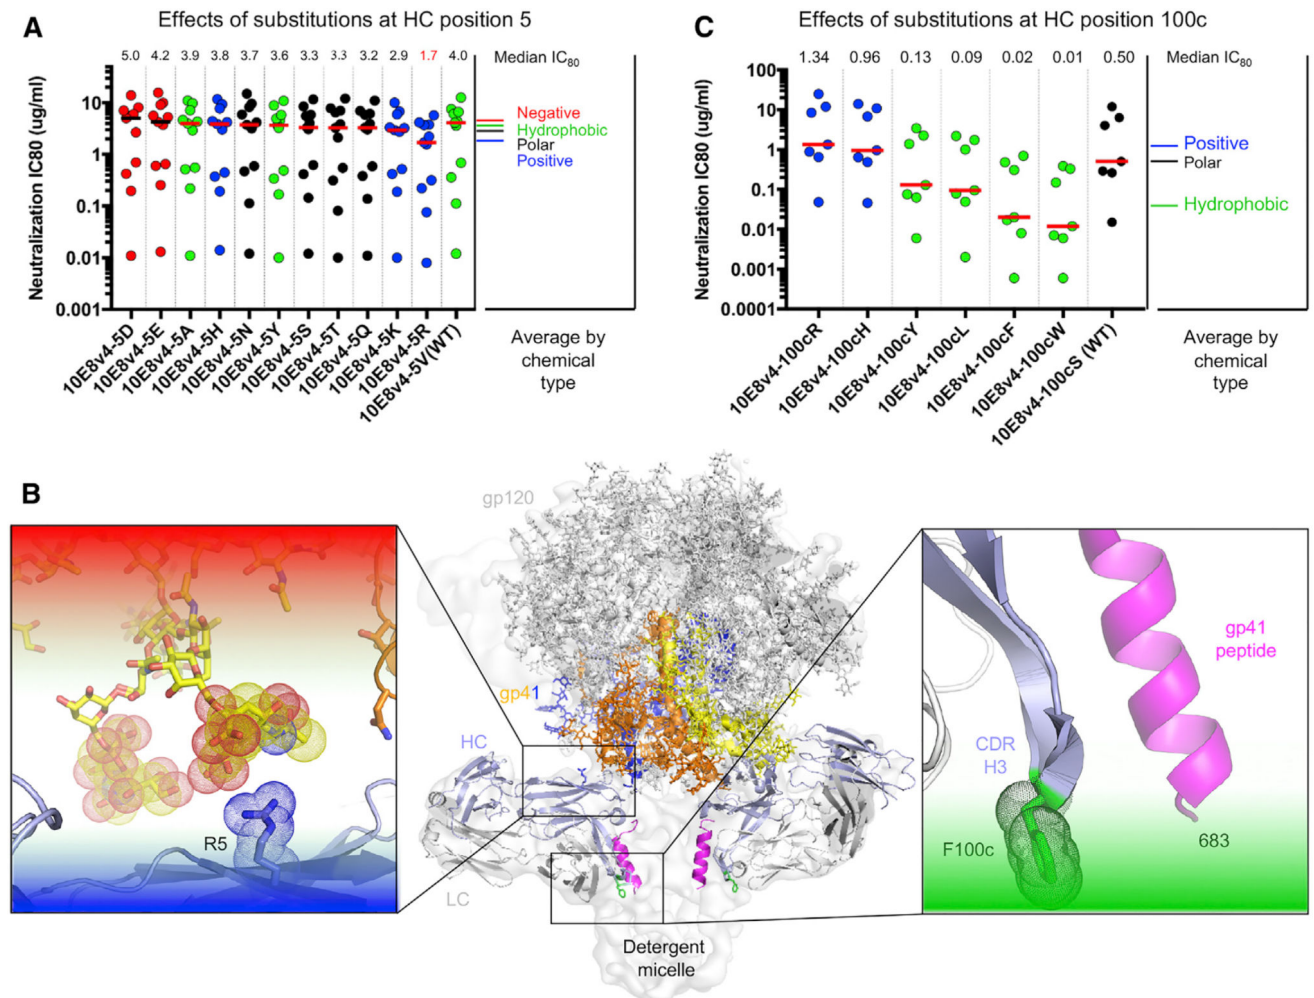 A
Effects of substitutions at HC position 5
5.0 4.2 3.9 3.8 3.7 3.6 3.3 3.3 3.2 2.9 1.7 4.0
Median IC80
Neutralization IC80 (ug/ml)
10
1
0.1
0.01
0.001
Negative
Hydrophobic
Polar
Positive
10E8v4-5D
10E8v4-5E
10E8v4-5A
10E8v4-5H
10E8v4-5N
10E8v4-5Y
10E8v4-5S
10E8v4-5T
10E8v4-5Q
10E8v4-5K
10E8v4-5R
10E8v4-5V(WT)
Average by
chemical
type
C
Effects of substitutions at HC position 100c
1.34 0.96 0.13 0.09 0.02 0.01 0.50
Median IC80
Neutralization IC80 (ug/ml)
100
10
1
0.1
0.01
0.001
0.0001
Positive
Polar
Hydrophobic
10E8v4-100cR
10E8v4-100cH
10E8v4-100cY
10E8v4-100cL
10E8v4-100cF
10E8v4-100cW
10E8v4-100cS (WT)
Average by
chemical
type
B
R5
gp120
gp41
HC
LC
Detergent
micelle
gp41
peptide
CDR
H3
F100c
683